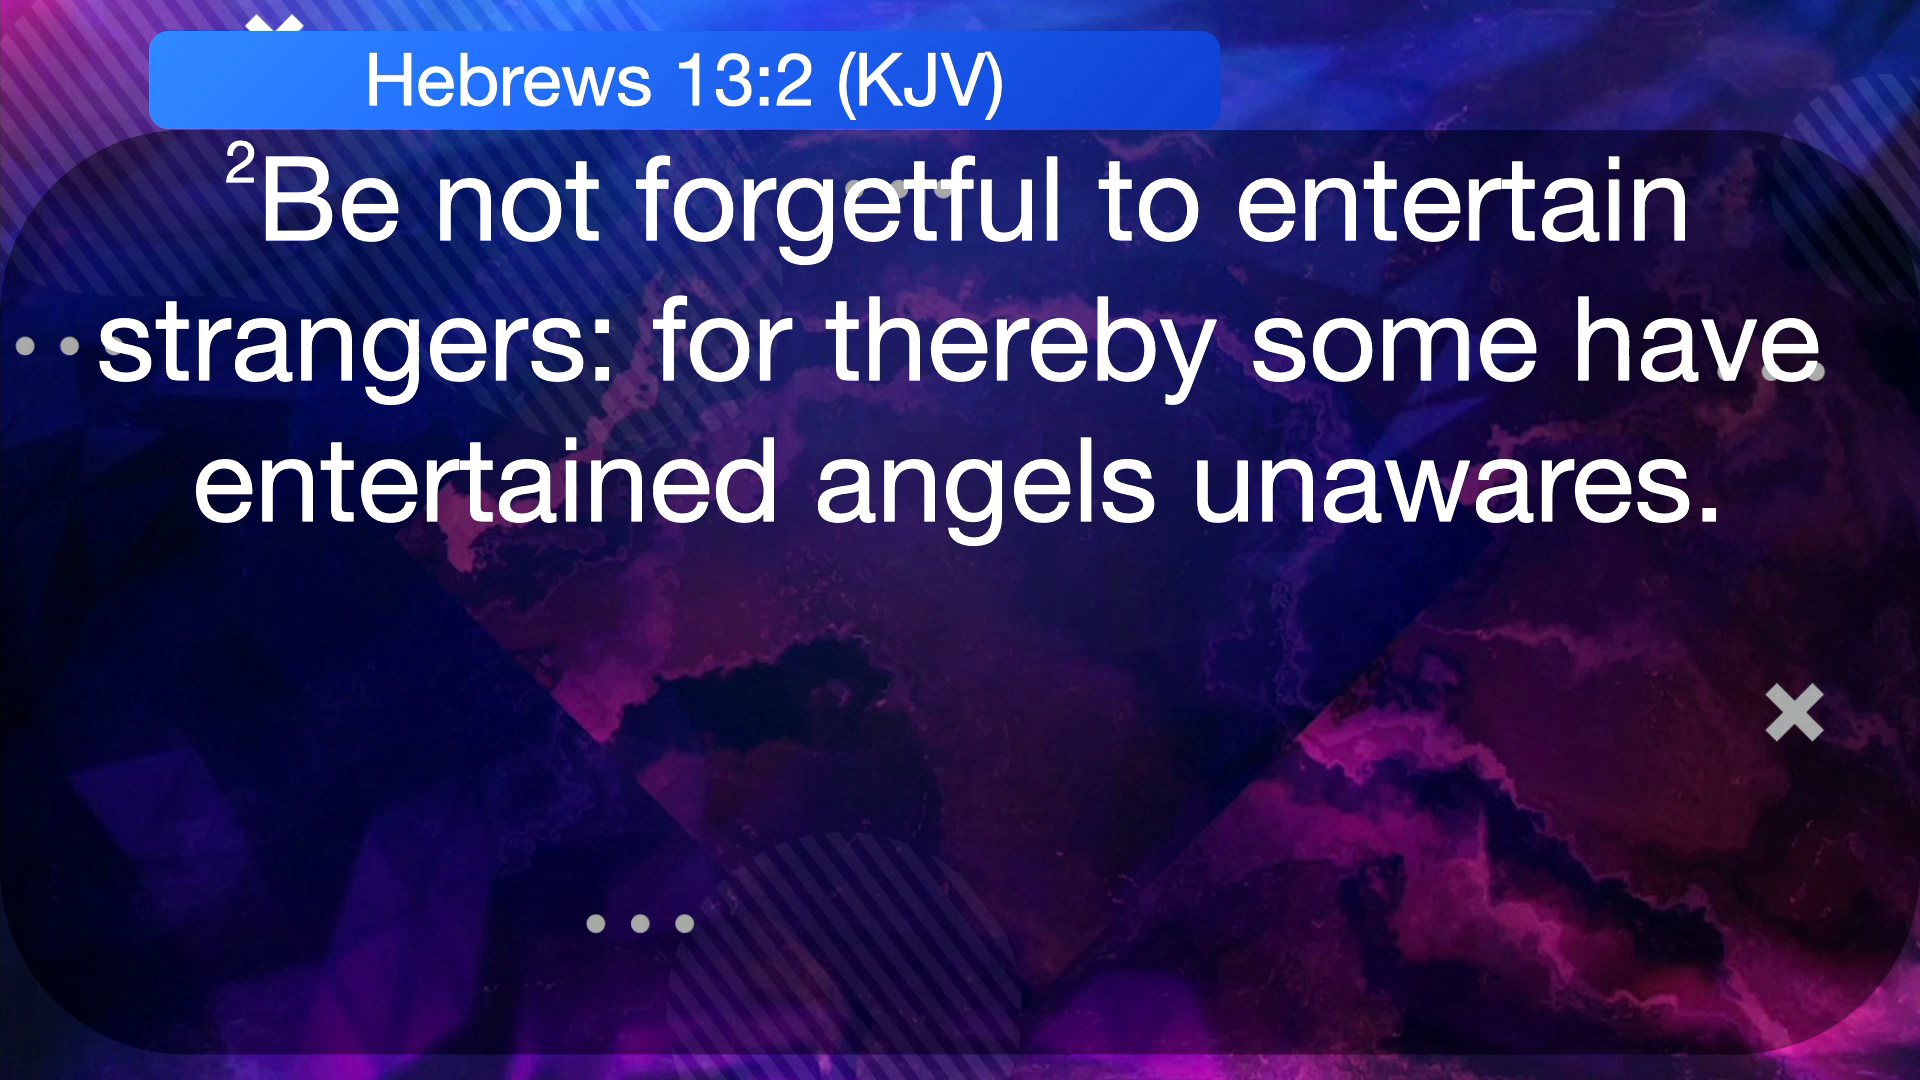 Hebrews 13:2 (KJV)
²Be not forgetful to entertain
strangers: for thereby some have
entertained angels unawares.